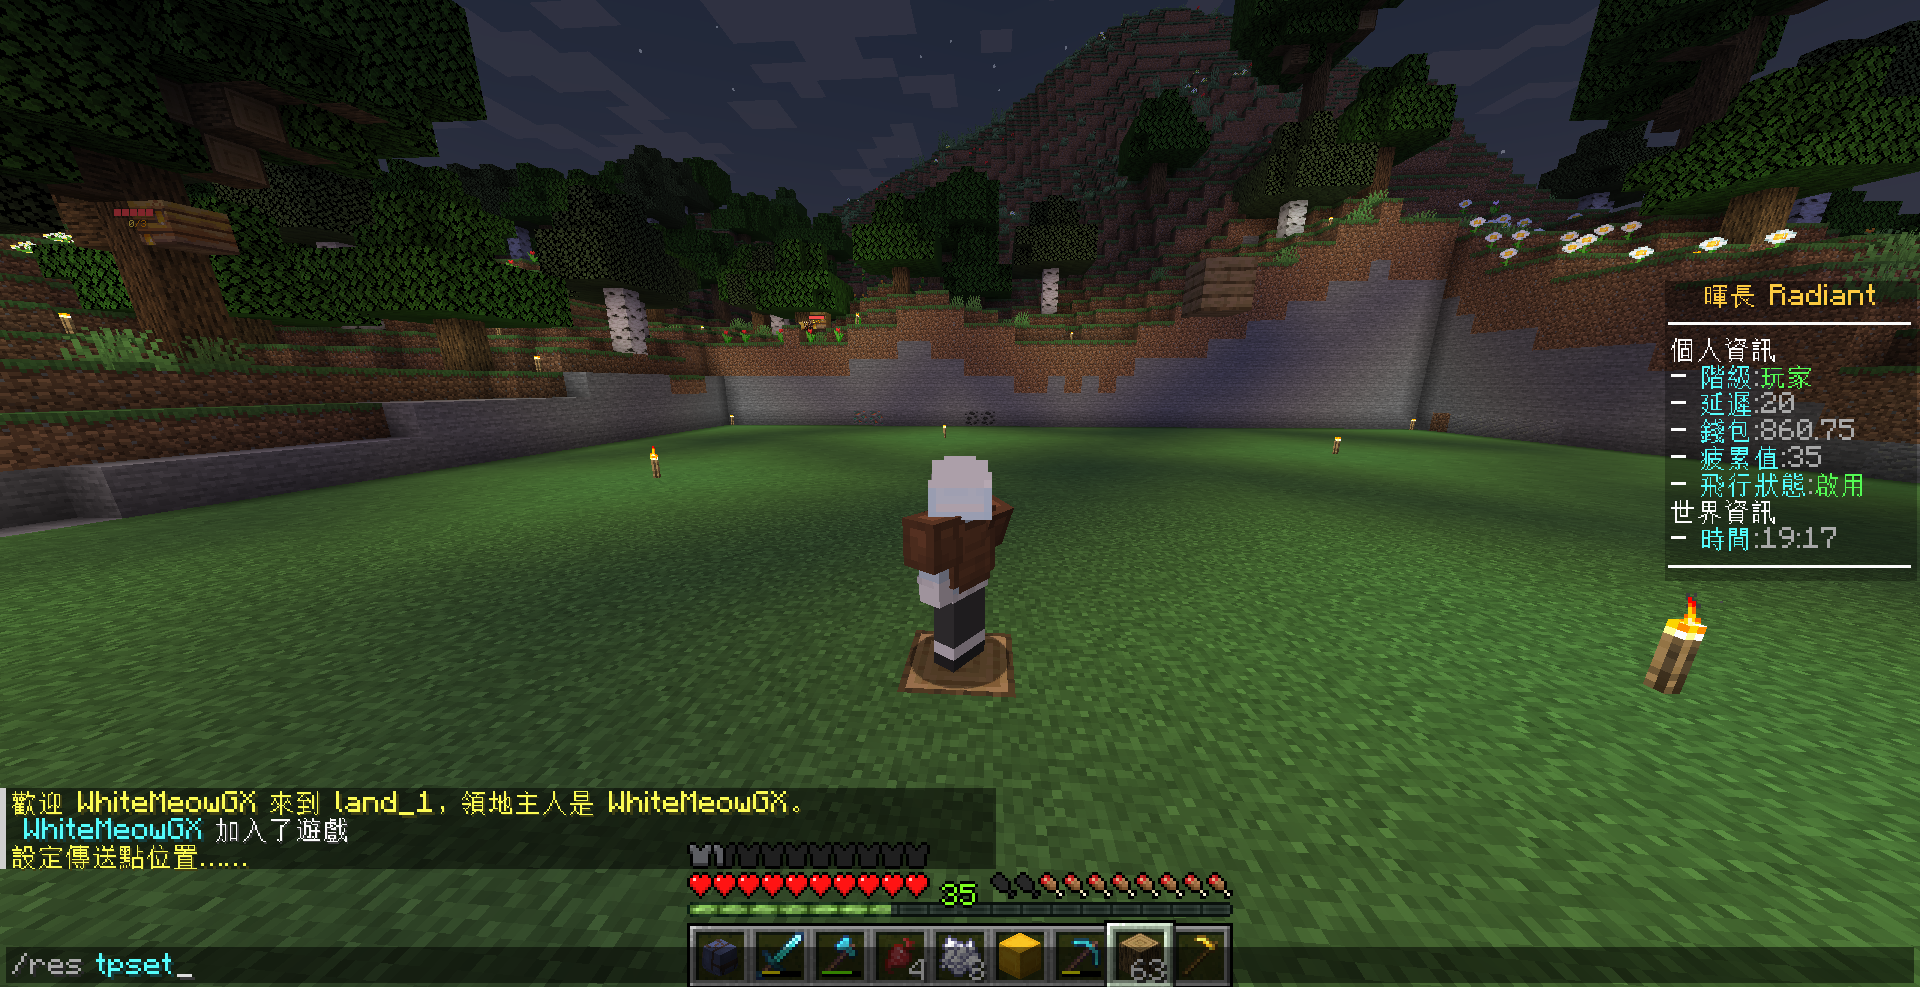 0/3
暉長 Radiant
個人資訊
- 階級:玩家
- 延遲:20
- 錢包:860.75
- 疲累值:35
- 飛行狀態:啟用
世界資訊
- 時間:19:17
歡迎 WhiteMeowGX 來到 land_1, 領地主人是 WhiteMeowGX。
WhiteMeowGX 加入了遊戲
設定傳送點位置……
35
/res tpset_
4
8
63